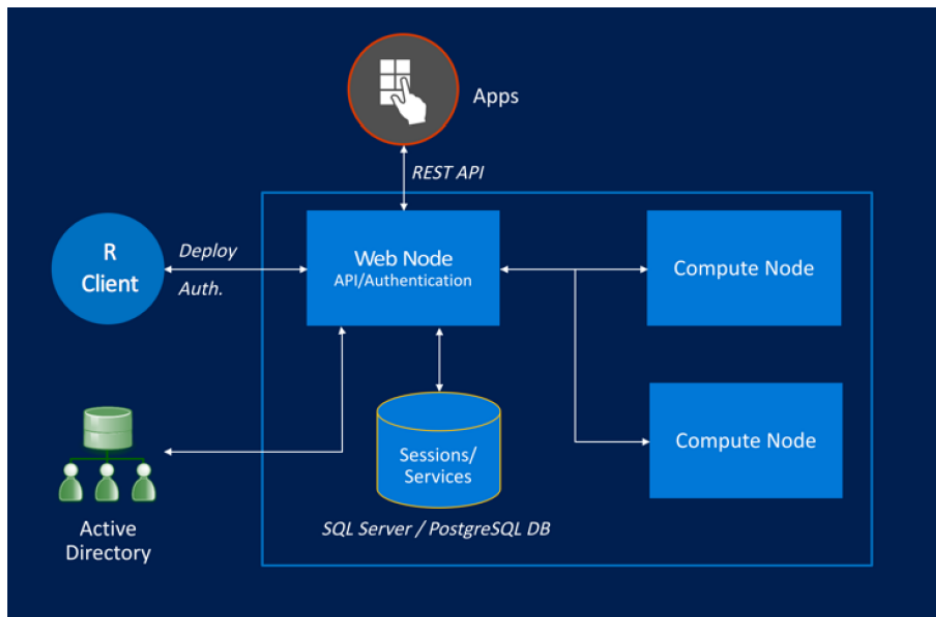 Apps
REST API
R
Client
Deploy
Auth.
Web Node
API/Authentication
Compute Node
Compute Node
Sessions/
Services
SQL Server / PostgreSQL DB
Active
Directory